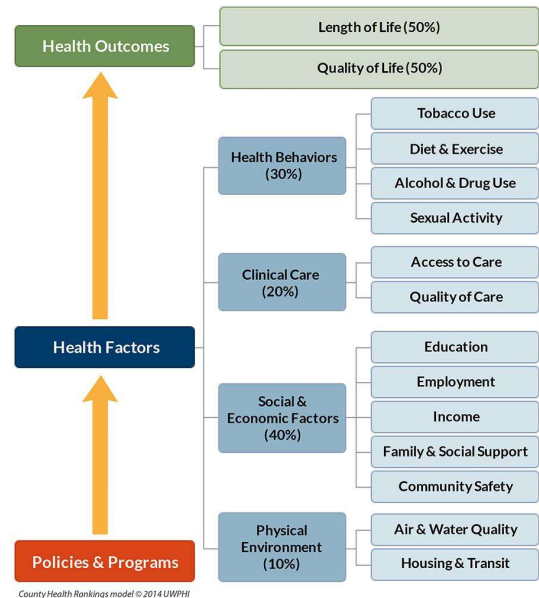 Health Outcomes
Length of Life (50%)
Quality of Life (50%)
Health Factors
Health Behaviors
(30%)
Tobacco Use
Diet & Exercise
Alcohol & Drug Use
Sexual Activity
Clinical Care
(20%)
Access to Care
Quality of Care
Social &
Economic Factors
(40%)
Education
Employment
Income
Family & Social Support
Community Safety
Physical
Environment
(10%)
Air & Water Quality
Housing & Transit
Policies & Programs
County Health Rankings model © 2014 UWPHI